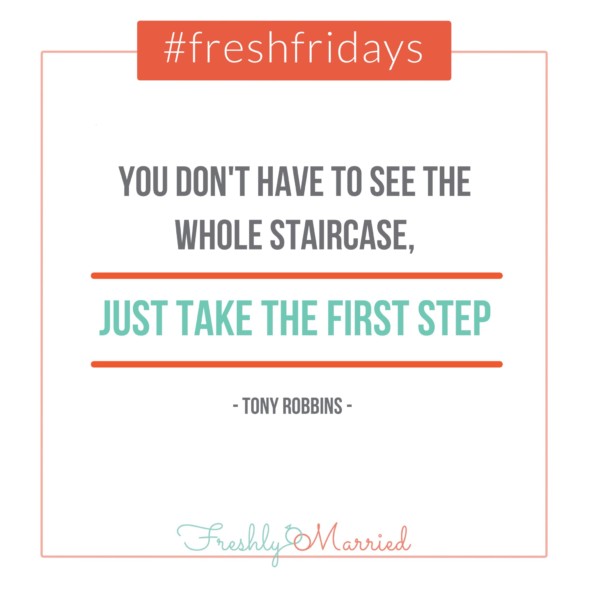 #freshfridays
YOU DON'T HAVE TO SEE THE
WHOLE STAIRCASE,
JUST TAKE THE FIRST STEP
- TONY ROBBINS -
Freshly Married